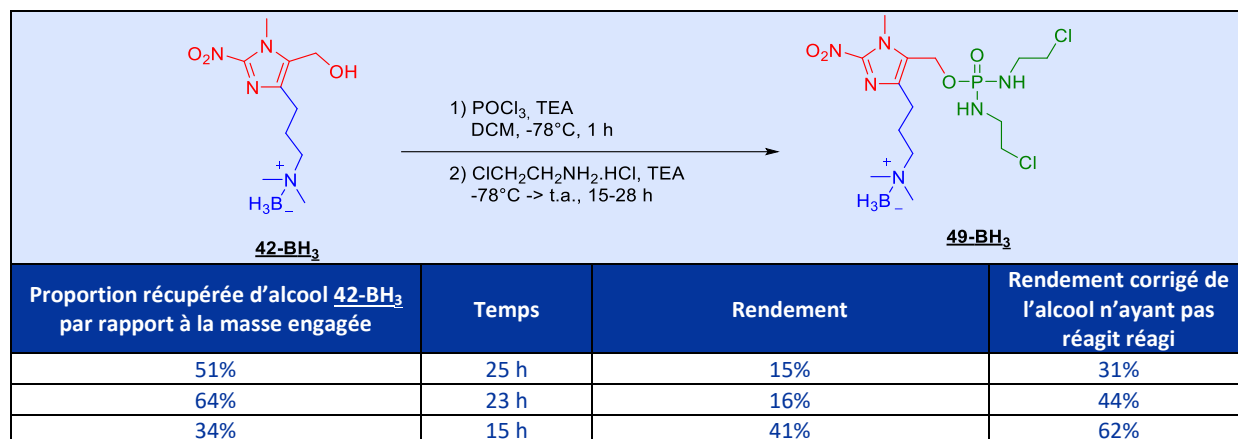 N
O₂N
N
OH
N
+
H₃B
−
42-BH₃
1) POCl₃, TEA
DCM, -78°C, 1 h
2) ClCH₂CH₂NH₂.HCl, TEA
-78°C -> t.a., 15-28 h
N
O₂N
N
O
P
O
NH
Cl
HN
Cl
N
+
H₃B
−
49-BH₃
Proportion récupérée d’alcool 42-BH₃
par rapport à la masse engagée
Temps
Rendement
Rendement corrigé de
l’alcool n’ayant pas
réagit réagi
51% 25 h 15% 31%
64% 23 h 16% 44%
34% 15 h 41% 62%